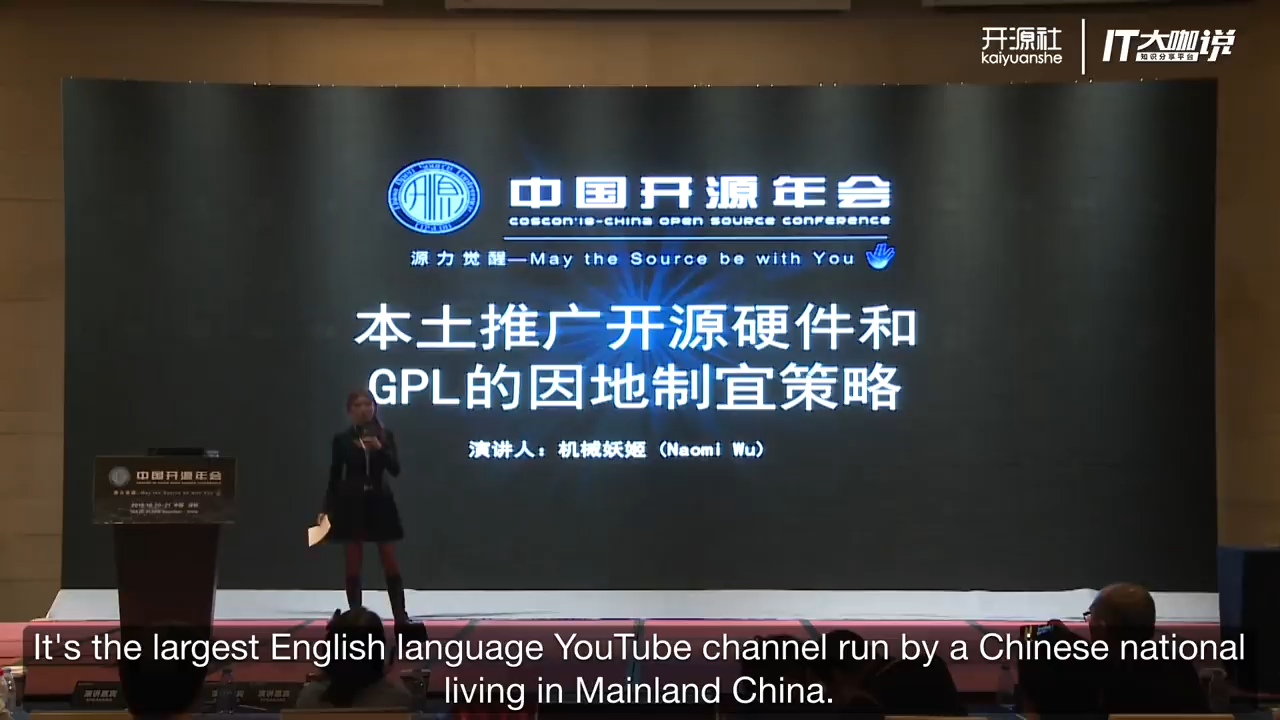 开源社
kaiyuanshe
IT大咖说
知识分享平台
中国开源年会
COSCON'18-CHINA OPEN SOURCE CONFERENCE
源力觉醒—May the Source be with You
本土推广开源硬件和
GPL的因地制宜策略
演讲人：机械妖姬（Naomi Wu）
中国开源年会
It's the largest English language YouTube channel run by a Chinese national
living in Mainland China.
演讲嘉宾